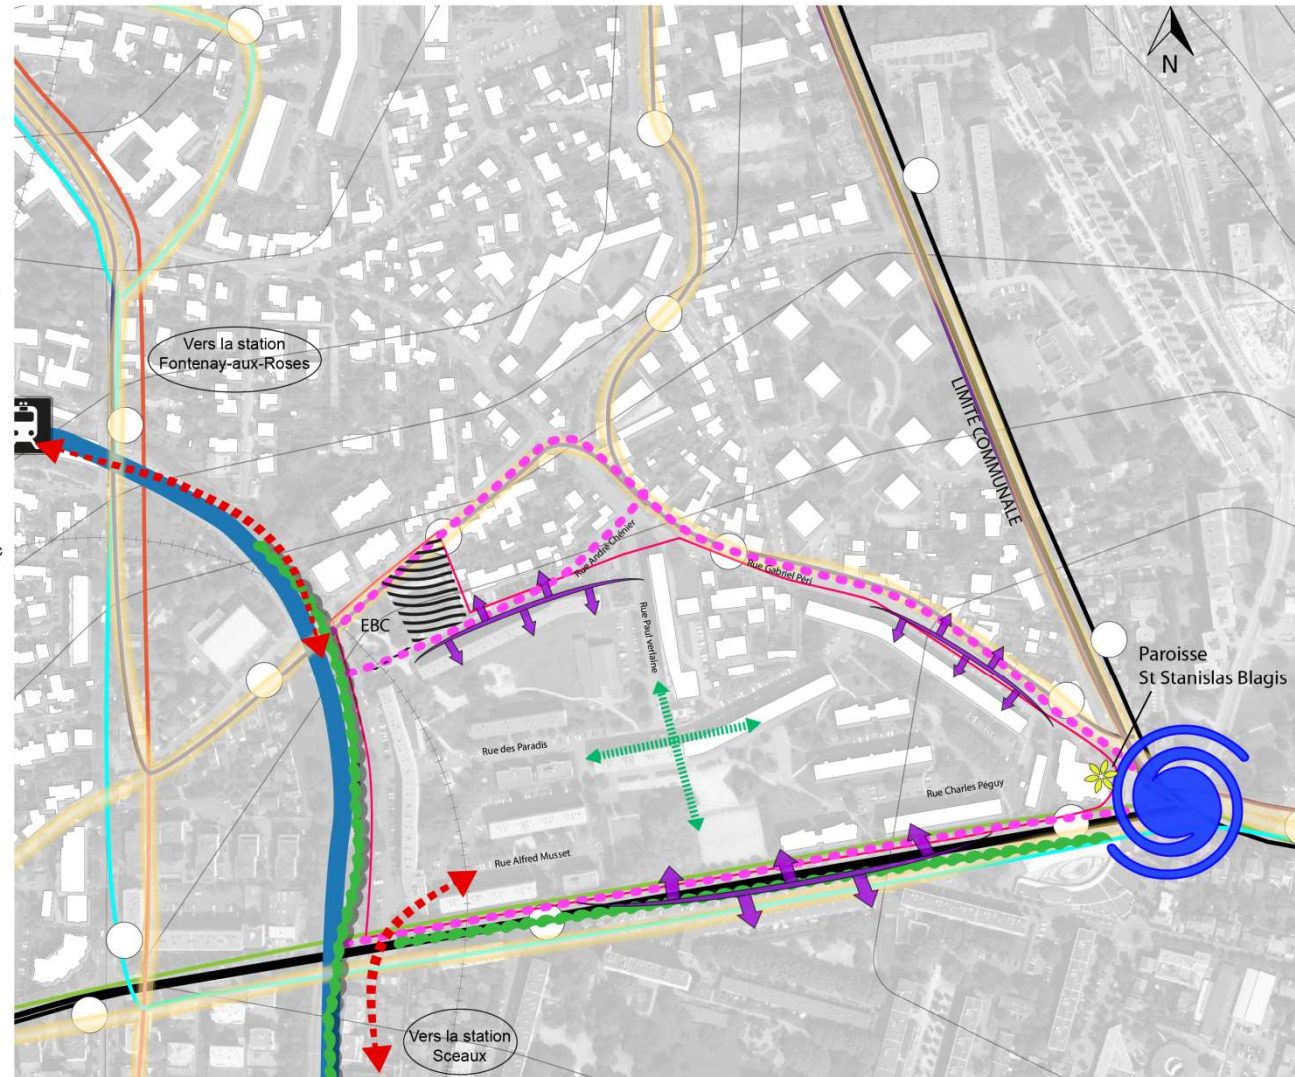 N
Vers la station
Fontenay-aux-Roses
LIMITE COMMUNALE
Rue André Chénier
Rue Gabriel Péri
EBC
Rue Paul verlaine
Paroisse
St Stanislas Blagis
Rue des Paradis
Rue Charles Péguy
Rue Alfred Musset
Vers la station
Sceaux